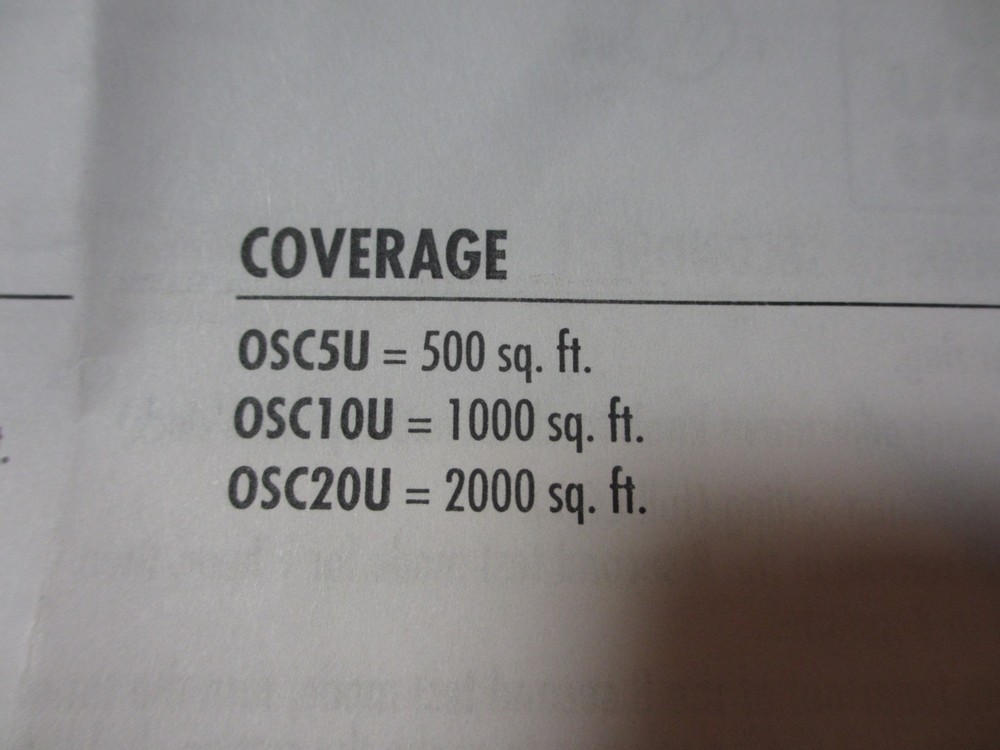 COVERAGE
OSC5U = 500 sq. ft.
OSC10U = 1000 sq. ft.
OSC20U = 2000 sq. ft.